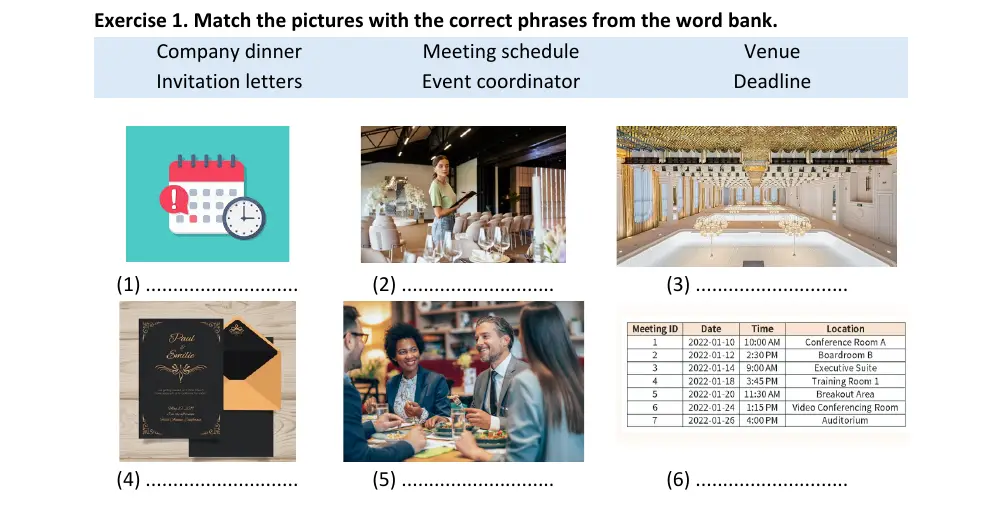 Exercise 1. Match the pictures with the correct phrases from the word bank.
Company dinner Meeting schedule Venue
Invitation letters Event coordinator Deadline
(1) ............................ (2) ............................ (3) ............................
Paul
&
Emilie
(4) ............................ (5) ............................ (6) ............................
Meeting ID Date Time Location
1 2022-01-10 10:00 AM Conference Room A
2 2022-01-12 2:30 PM Boardroom B
3 2022-01-14 9:00 AM Executive Suite
4 2022-01-18 3:45 PM Training Room 1
5 2022-01-20 11:30 AM Breakout Area
6 2022-01-24 1:15 PM Video Conferencing Room
7 2022-01-26 4:00 PM Auditorium